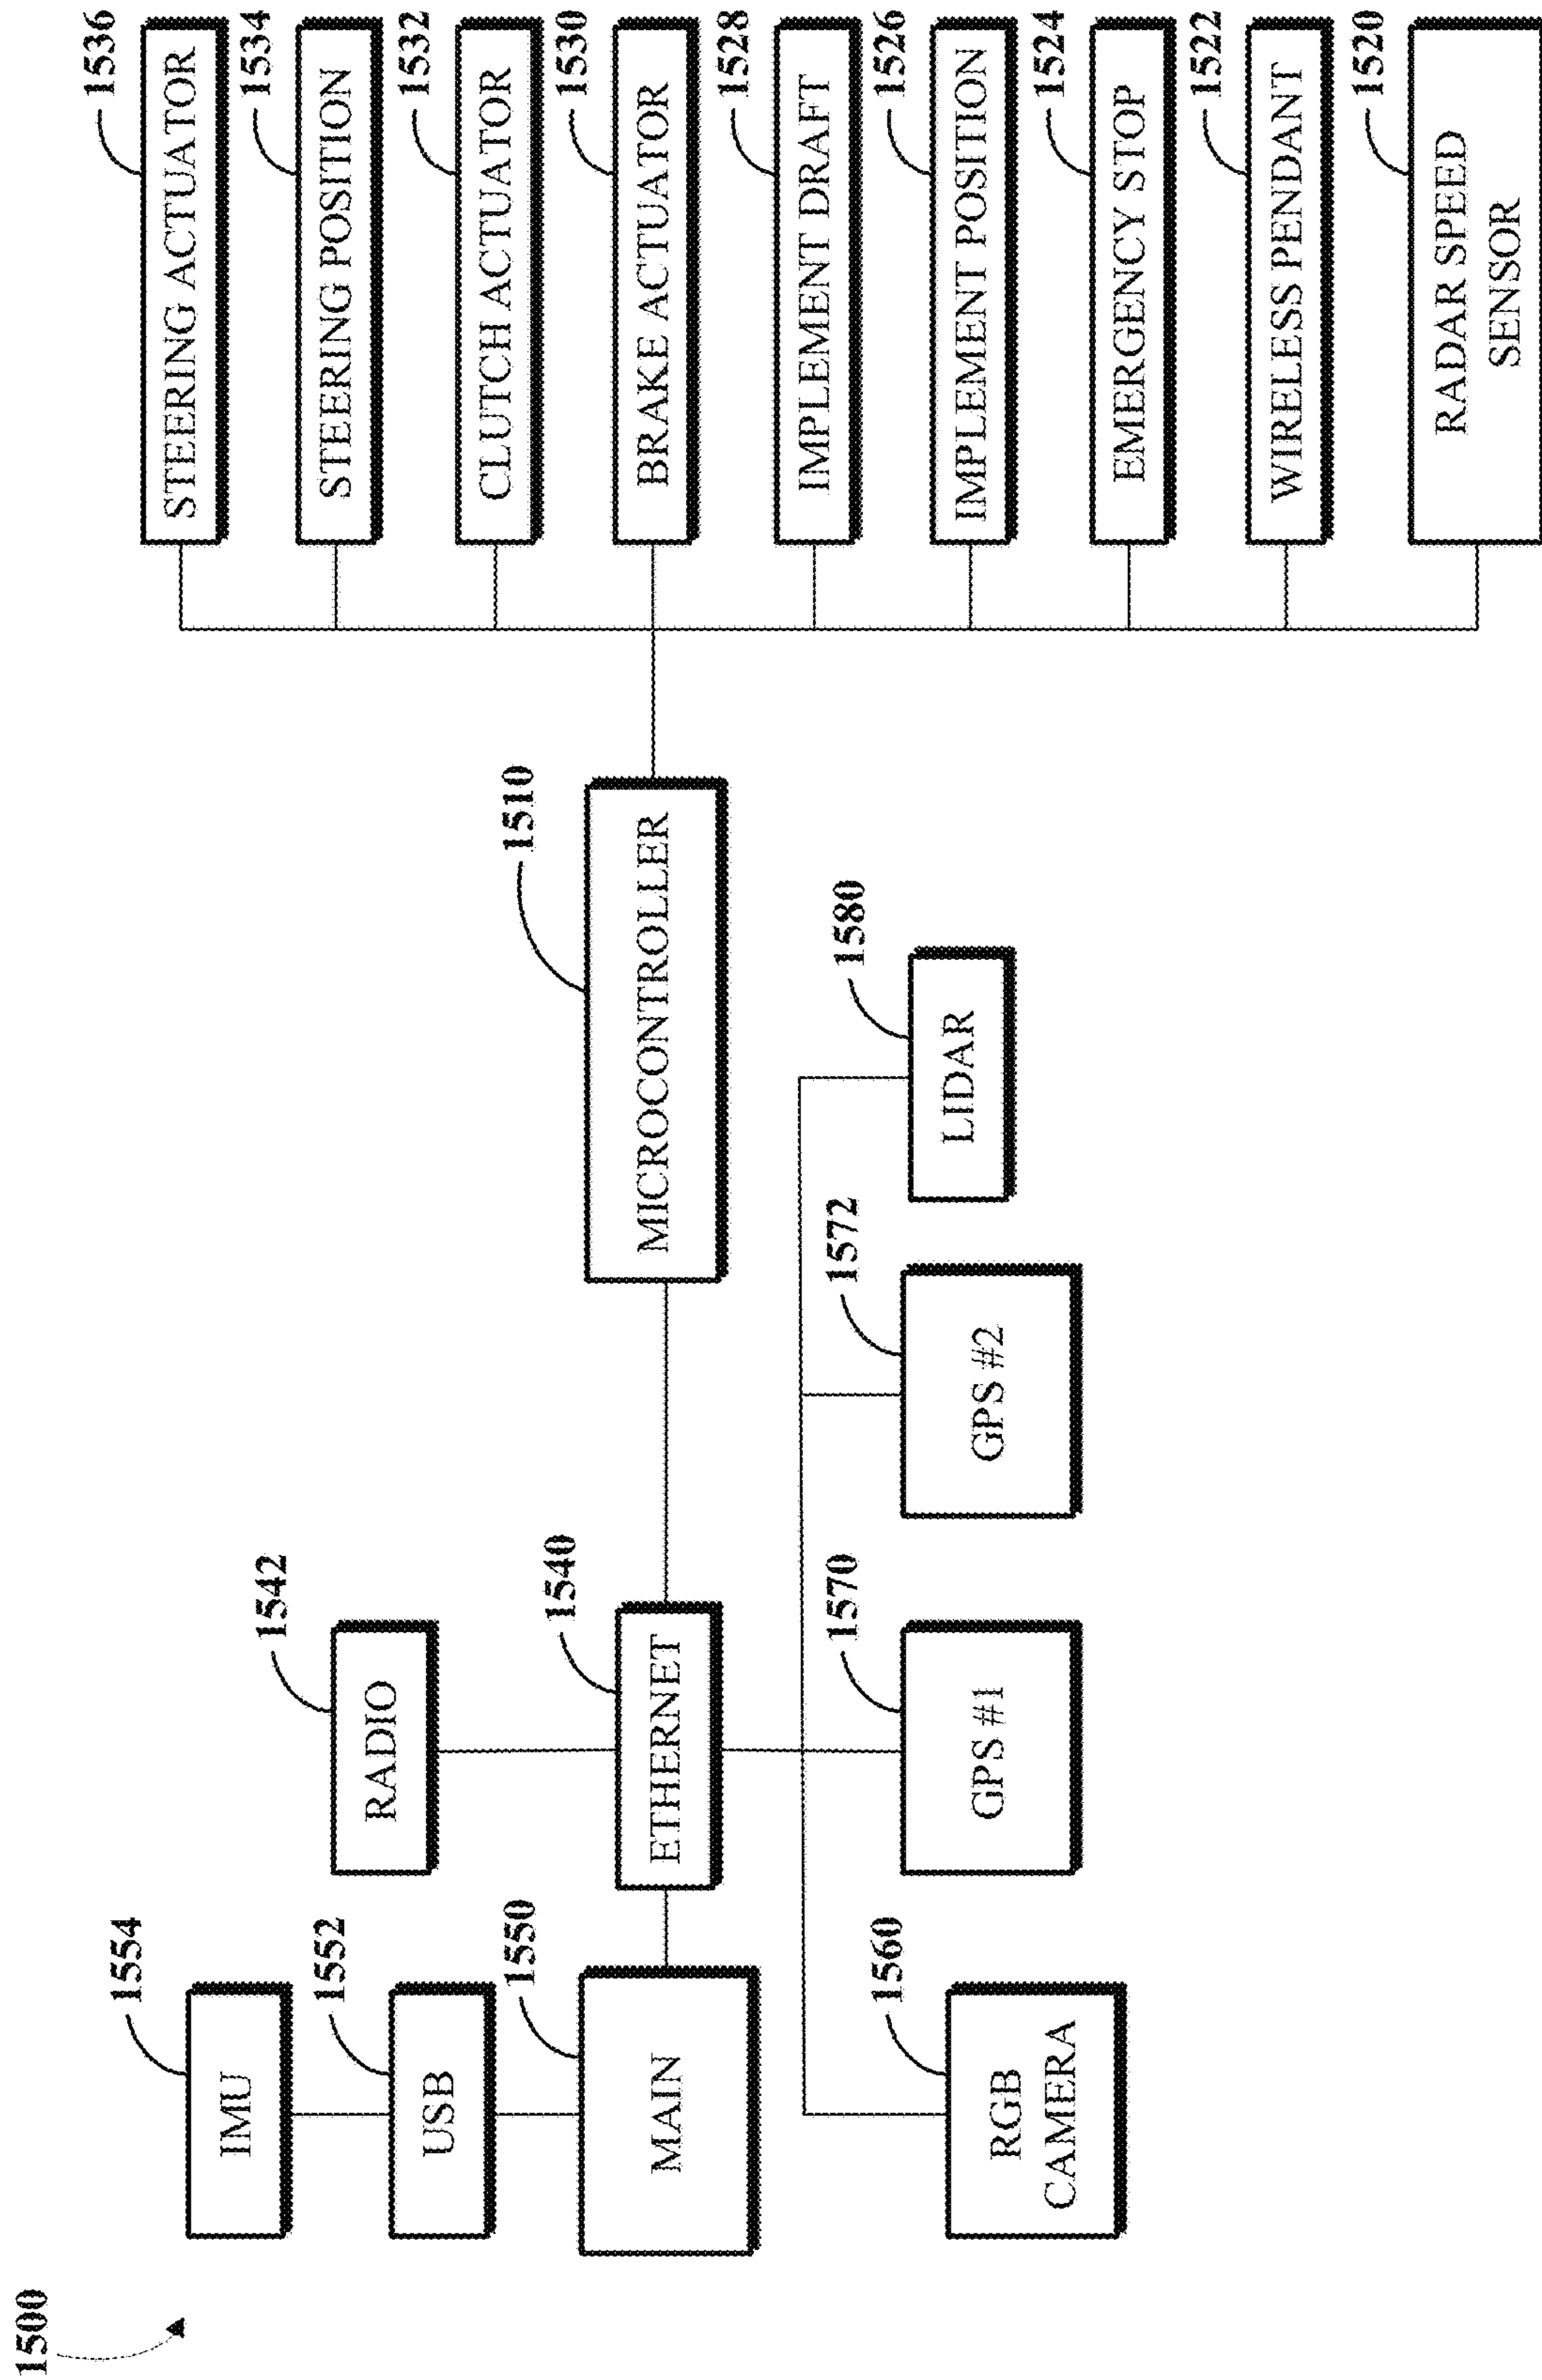 1500
1554
IMU
1552
USB
1550
MAIN
1542
RADIO
1540
ETHERNET
1510
MICROCONTROLLER
1560
RGB
CAMERA
1570
GPS #1
1572
GPS #2
1580
LIDAR
1536
STEERING ACTUATOR
1534
STEERING POSITION
1532
CLUTCH ACTUATOR
1530
BRAKE ACTUATOR
1528
IMPLEMENT DRAFT
1526
IMPLEMENT POSITION
1524
EMERGENCY STOP
1522
WIRELESS PENDANT
1520
RADAR SPEED
SENSOR